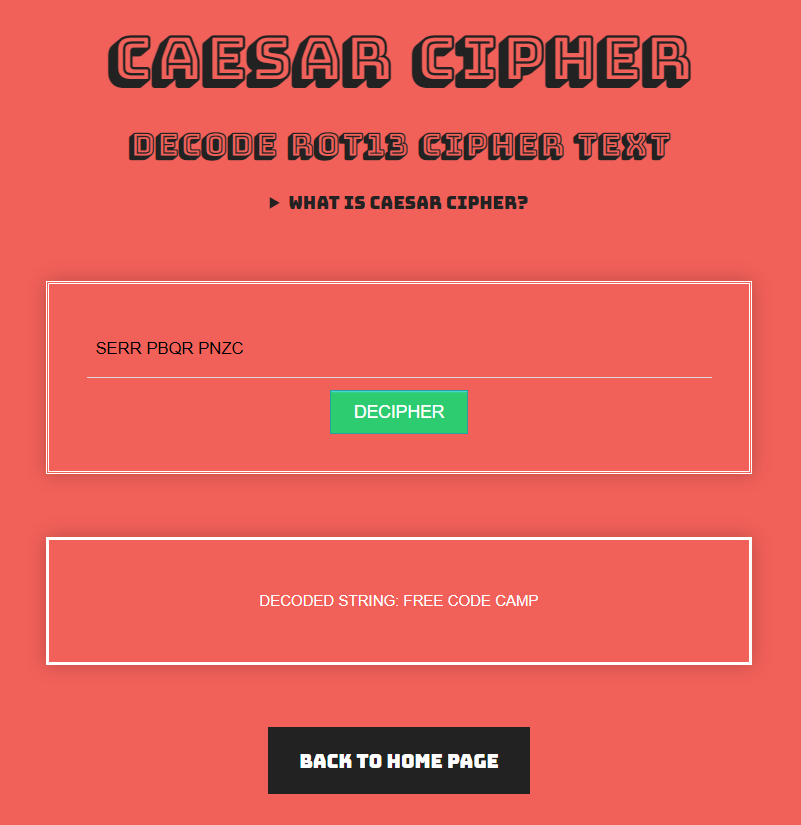 CAESAR CIPHER
DECODE ROT13 CIPHER TEXT
WHAT IS CAESAR CIPHER?
SERR PBQR PNZC
DECIPHER
DECODED STRING: FREE CODE CAMP
BACK TO HOME PAGE